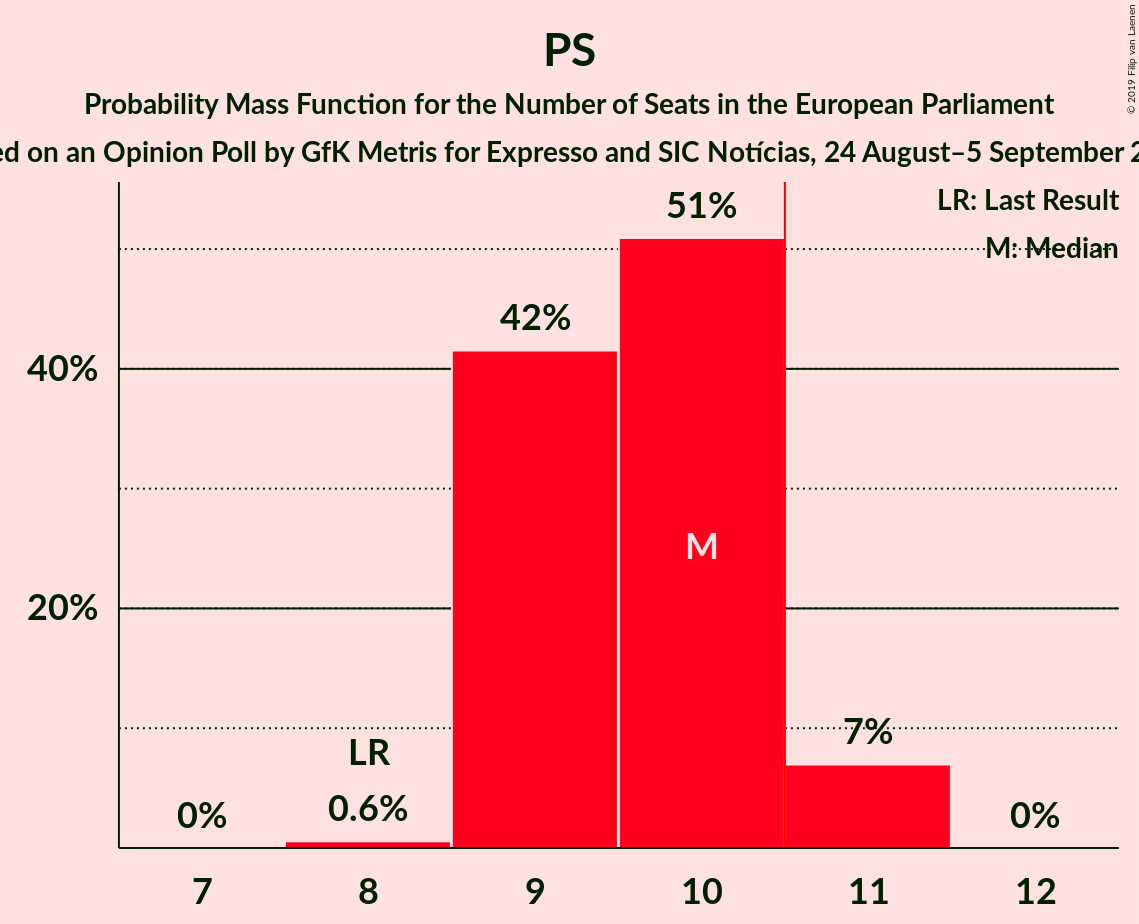 PS
Probability Mass Function for the Number of Seats in the European Parliament
on an Opinion Poll by GfK Metris for Expresso and SIC Notícias, 24 August–5 September
© 2019 Filip van Laenen
LR: Last Result
M: Median
51%
42%
40%
M
20%
7%
LR
0.6%
0%
0%
7 8 9 10 11 12